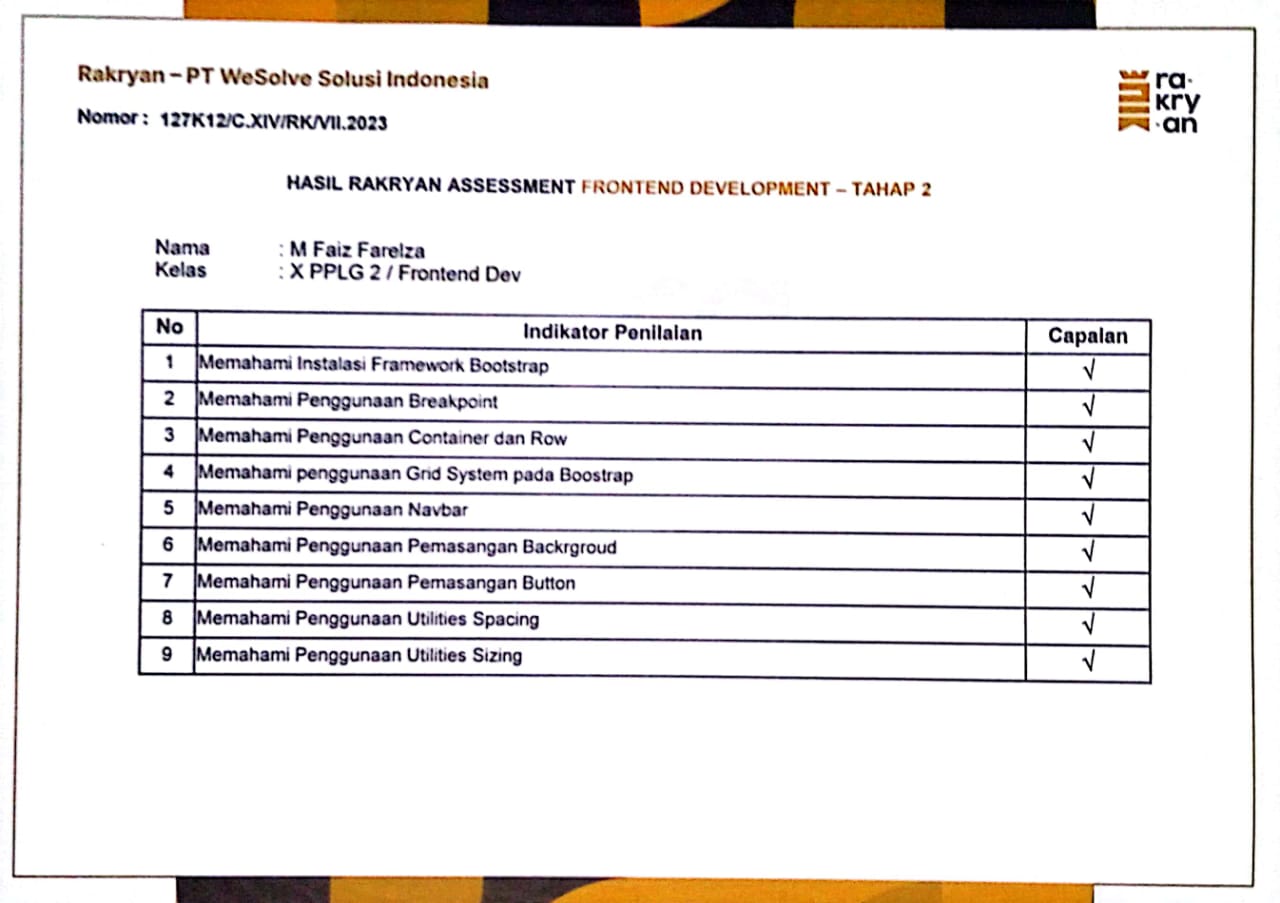 Rakryan – PT WeSolve Solusi Indonesia
Nomor : 127K12/C.XIV/RK/VII.2023
ra·
kry
·an
HASIL RAKRYAN ASSESSMENT FRONTEND DEVELOPMENT – TAHAP 2
Nama : M Faiz Farelza
Kelas : X PPLG 2 / Frontend Dev
No Indikator Penilaian Capaian
1 Memahami Instalasi Framework Bootstrap √
2 Memahami Penggunaan Breakpoint √
3 Memahami Penggunaan Container dan Row √
4 Memahami penggunaan Grid System pada Boostrap √
5 Memahami Penggunaan Navbar √
6 Memahami Penggunaan Pemasangan Backrgroud √
7 Memahami Penggunaan Pemasangan Button √
8 Memahami Penggunaan Utilities Spacing √
9 Memahami Penggunaan Utilities Sizing √